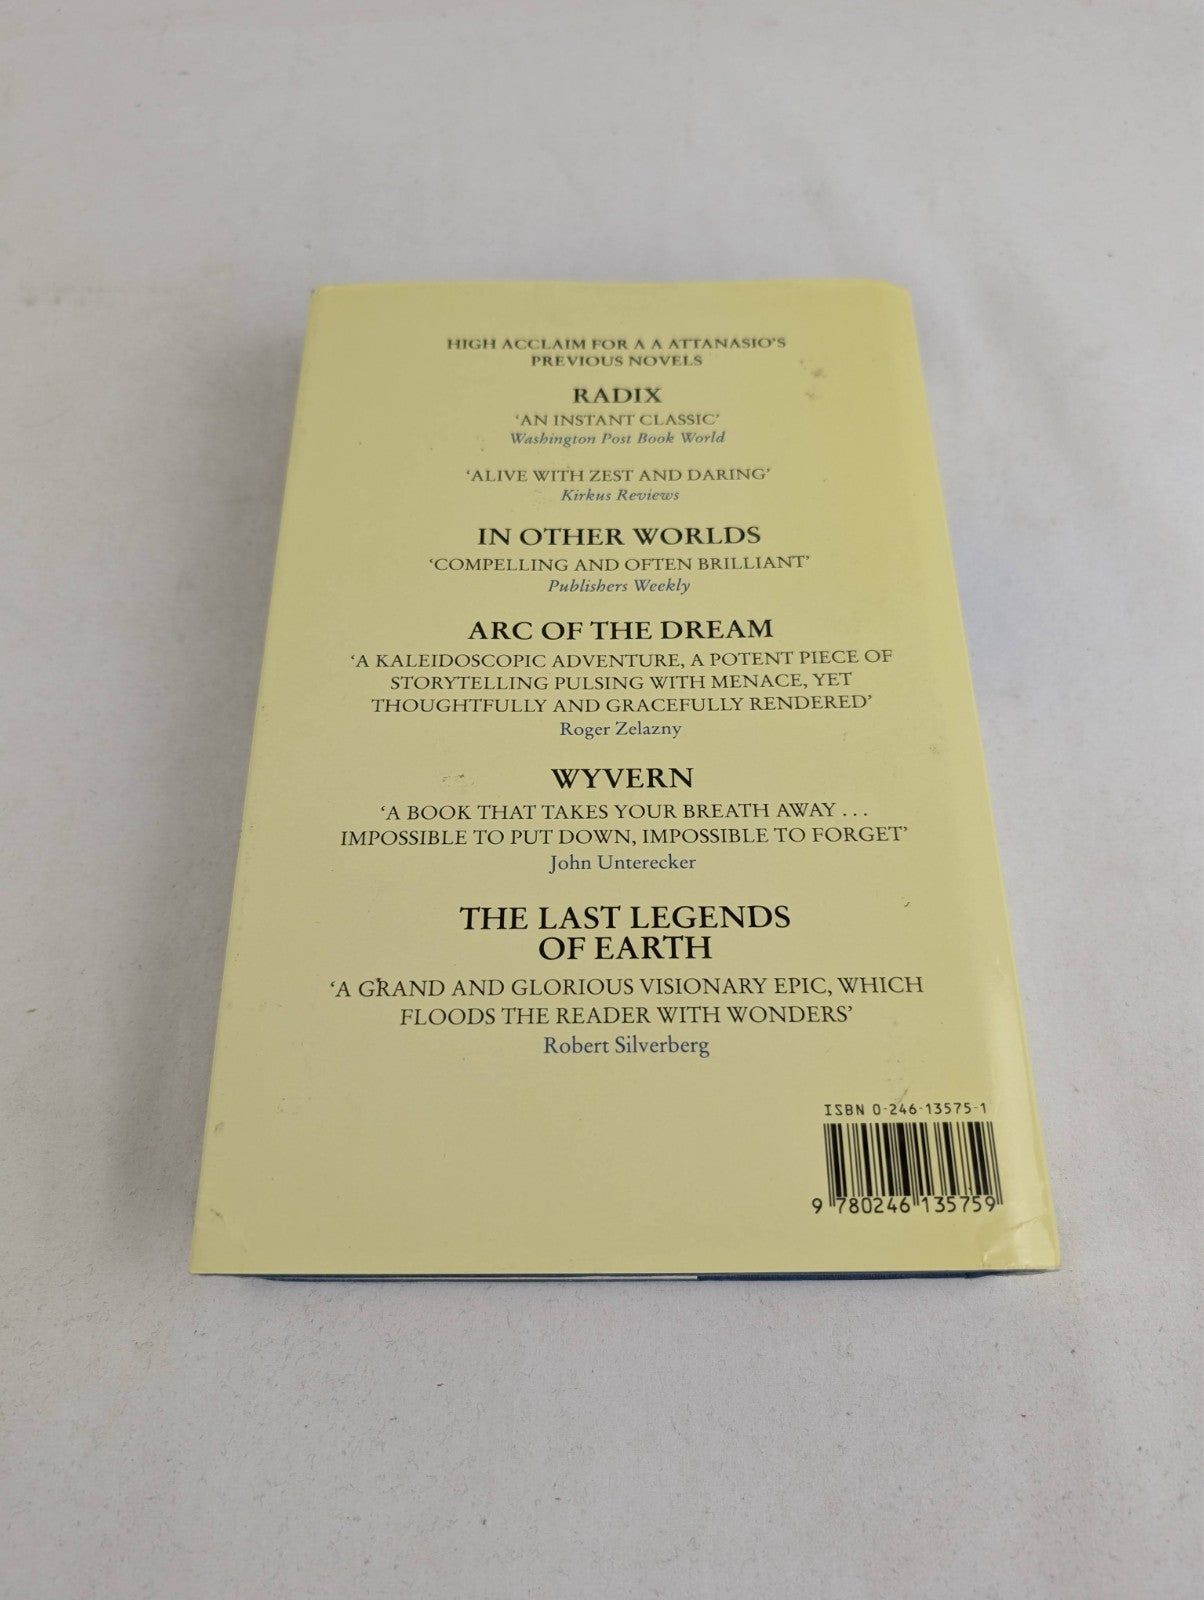 HIGH ACCLAIM FOR A A ATTANASIO'S
PREVIOUS NOVELS
RADIX
'AN INSTANT CLASSIC'
Washington Post Book World
'ALIVE WITH ZEST AND DARING'
Kirkus Reviews
IN OTHER WORLDS
'COMPELLING AND OFTEN BRILLIANT'
Publishers Weekly
ARC OF THE DREAM
'A KALEIDOSCOPIC ADVENTURE, A POTENT PIECE OF
STORYTELLING PULSING WITH MENACE, YET
THOUGHTFULLY AND GRACEFULLY RENDERED'
Roger Zelazny
WYVERN
'A BOOK THAT TAKES YOUR BREATH AWAY ...
IMPOSSIBLE TO PUT DOWN, IMPOSSIBLE TO FORGET'
John Unterecker
THE LAST LEGENDS
OF EARTH
'A GRAND AND GLORIOUS VISIONARY EPIC, WHICH
FLOODS THE READER WITH WONDERS'
Robert Silverberg
ISBN 0-246-13575-1
9 780246 135759